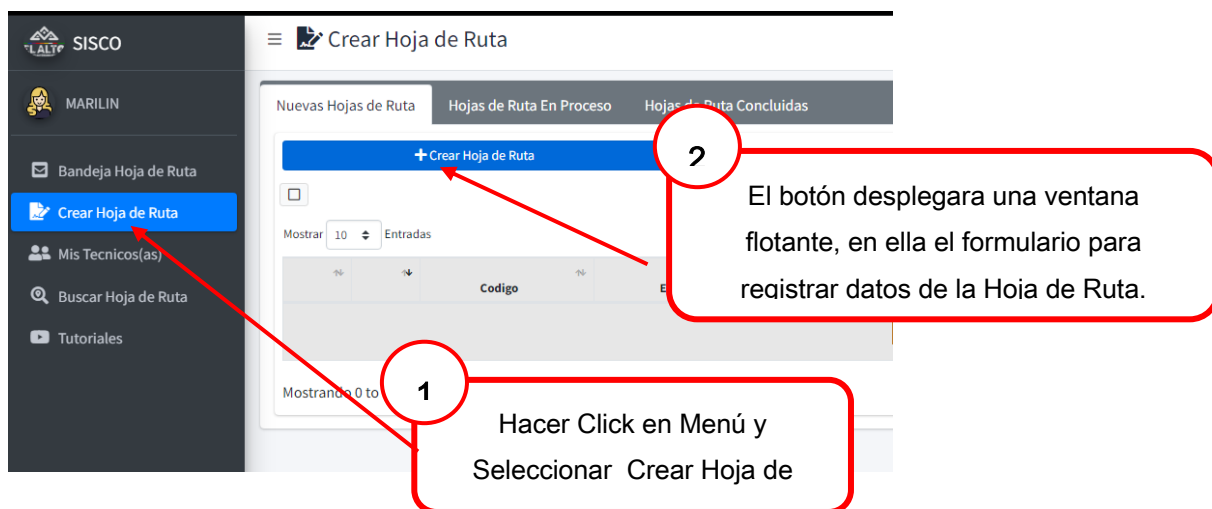 EL ALTO
SISCO
MARILIN
Bandeja Hoja de Ruta
Crear Hoja de Ruta
Mis Tecnicos(as)
Buscar Hoja de Ruta
Tutoriales
Crear Hoja de Ruta
Nuevas Hojas de Ruta Hojas de Ruta En Proceso Hojas de Ruta Concluidas
+ Crear Hoja de Ruta
Mostrar 10 Entradas
Codigo
Mostrando 0 to
2
El botón desplegara una ventana
flotante, en ella el formulario para
registrar datos de la Hoja de Ruta.
1
Hacer Click en Menú y
Seleccionar Crear Hoja de